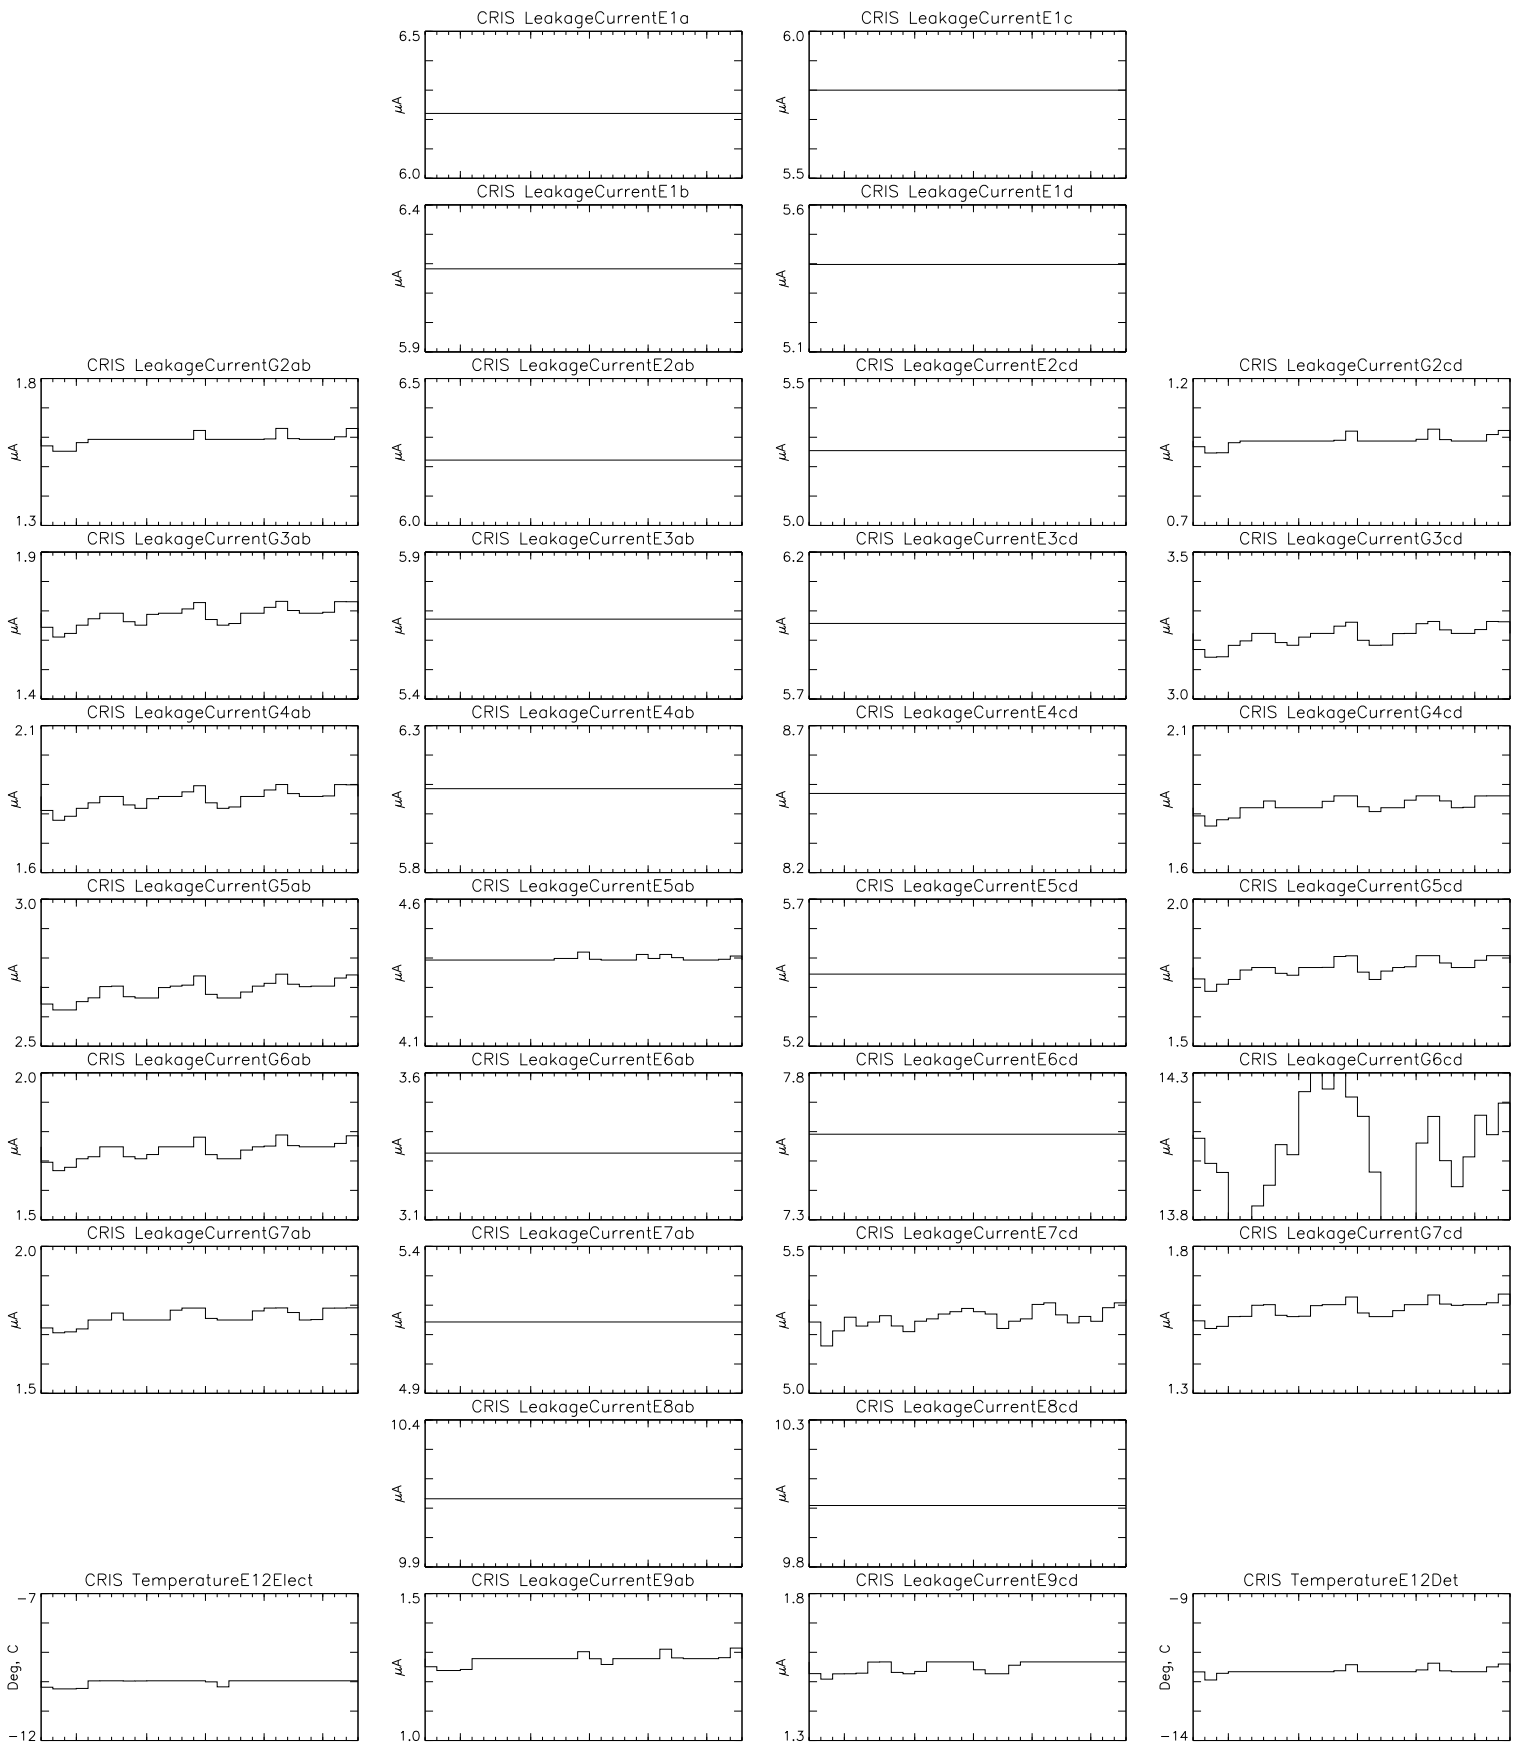 CRIS LeakageCurrentE1a
6.5
μA
6.0
CRIS LeakageCurrentE1c
6.0
μA
5.5
CRIS LeakageCurrentE1b
6.4
μA
5.9
CRIS LeakageCurrentE1d
5.6
μA
5.1
CRIS LeakageCurrentG2ab
1.8
μA
1.3
CRIS LeakageCurrentE2ab
6.5
μA
6.0
CRIS LeakageCurrentE2cd
5.5
μA
5.0
CRIS LeakageCurrentG2cd
1.2
μA
0.7
CRIS LeakageCurrentG3ab
1.9
μA
1.4
CRIS LeakageCurrentE3ab
5.9
μA
5.4
CRIS LeakageCurrentE3cd
6.2
μA
5.7
CRIS LeakageCurrentG3cd
3.5
μA
3.0
CRIS LeakageCurrentG4ab
2.1
μA
1.6
CRIS LeakageCurrentE4ab
6.3
μA
5.8
CRIS LeakageCurrentE4cd
8.7
μA
8.2
CRIS LeakageCurrentG4cd
2.1
μA
1.6
CRIS LeakageCurrentG5ab
3.0
μA
2.5
CRIS LeakageCurrentE5ab
4.6
μA
4.1
CRIS LeakageCurrentE5cd
5.7
μA
5.2
CRIS LeakageCurrentG5cd
2.0
μA
1.5
CRIS LeakageCurrentG6ab
2.0
μA
1.5
CRIS LeakageCurrentE6ab
3.6
μA
3.1
CRIS LeakageCurrentE6cd
7.8
μA
7.3
CRIS LeakageCurrentG6cd
14.3
μA
13.8
CRIS LeakageCurrentG7ab
2.0
μA
1.5
CRIS LeakageCurrentE7ab
5.4
μA
4.9
CRIS LeakageCurrentE7cd
5.5
μA
5.0
CRIS LeakageCurrentG7cd
1.8
μA
1.3
CRIS LeakageCurrentE8ab
10.4
μA
9.9
CRIS LeakageCurrentE8cd
10.3
μA
9.8
CRIS TemperatureE12Elect
-7
Deg, C
-12
CRIS LeakageCurrentE9ab
1.5
μA
1.0
CRIS LeakageCurrentE9cd
1.8
μA
1.3
CRIS TemperatureE12Det
-9
Deg, C
-14